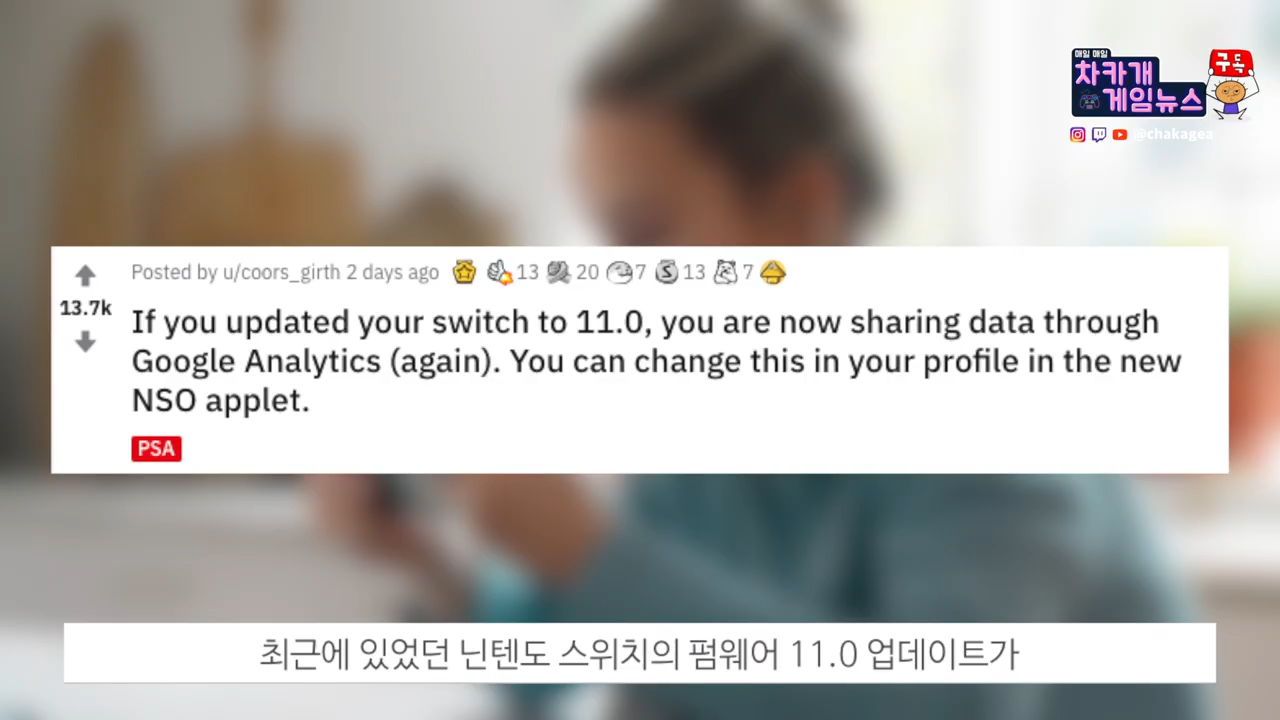 매일 매일
차카개
게임뉴스
구독
@chakagea
Posted by u/coors_girth 2 days ago 13 20 7 S 13 7
13.7k
If you updated your switch to 11.0, you are now sharing data through
Google Analytics (again). You can change this in your profile in the new
NSO applet.
PSA
최근에 있었던 닌텐도 스위치의 펌웨어 11.0 업데이트가